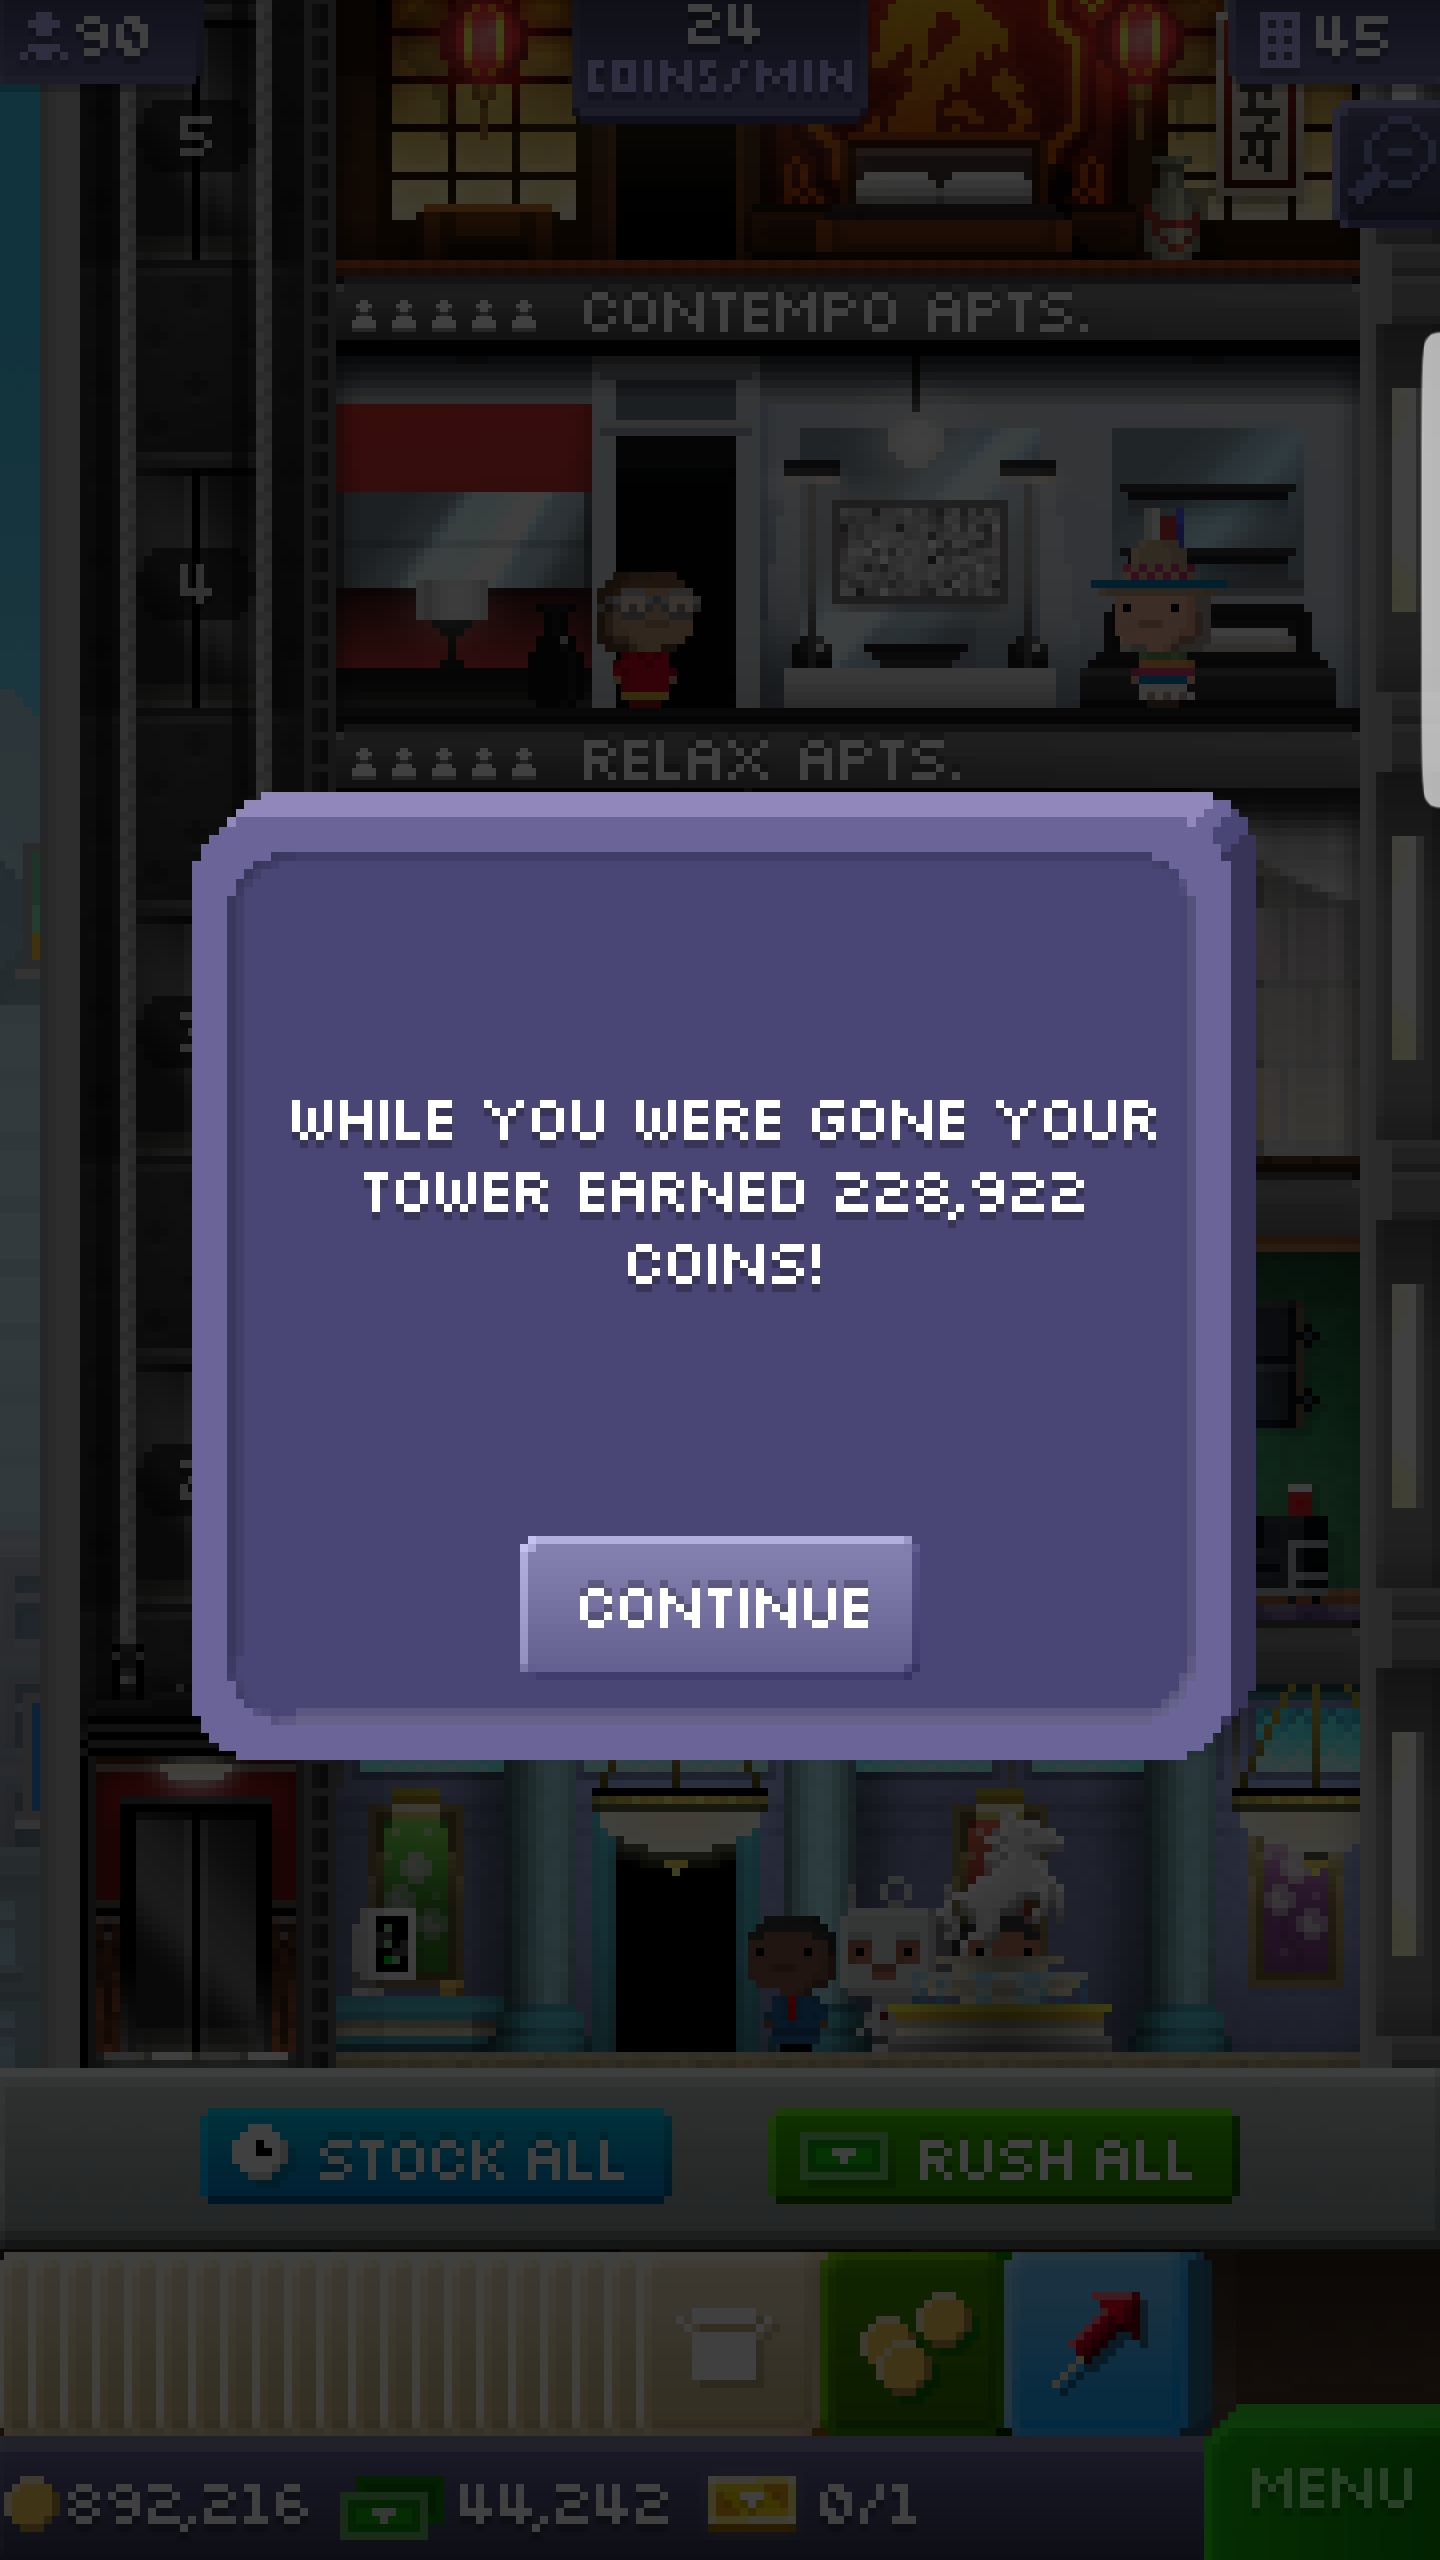 90
24
COINS/MIN
45
5
CONTEMPO APTS.
4
RELAX APTS.
WHILE YOU WERE GONE YOUR
TOWER EARNED 228,922
COINS!
CONTINUE
STOCK ALL
RUSH ALL
892,216
44,242
0/1
MENU